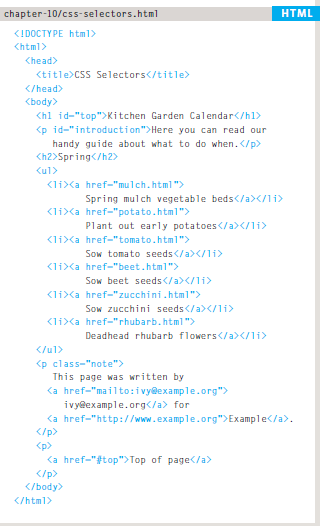 chapter-10/css-selectors.html HTML
<!DOCTYPE html>
<html>
<head>
<title>CSS Selectors</title>
</head>
<body>
<h1 id="top">Kitchen Garden Calendar</h1>
<p id="introduction">Here you can read our
handy guide about what to do when.</p>
<h2>Spring</h2>
<ul>
<li><a href="mulch.html">
Spring mulch vegetable beds</a></li>
<li><a href="potato.html">
Plant out early potatoes</a></li>
<li><a href="tomato.html">
Sow tomato seeds</a></li>
<li><a href="beet.html">
Sow beet seeds</a></li>
<li><a href="zucchini.html">
Sow zucchini seeds</a></li>
<li><a href="rhubarb.html">
Deadhead rhubarb flowers</a></li>
</ul>
<p class="note">
This page was written by
<a href="mailto:ivy@example.org">
ivy@example.org</a> for
<a href="http://www.example.org">Example</a>.
</p>
<p>
<a href="#top">Top of page</a>
</p>
</body>
</html>